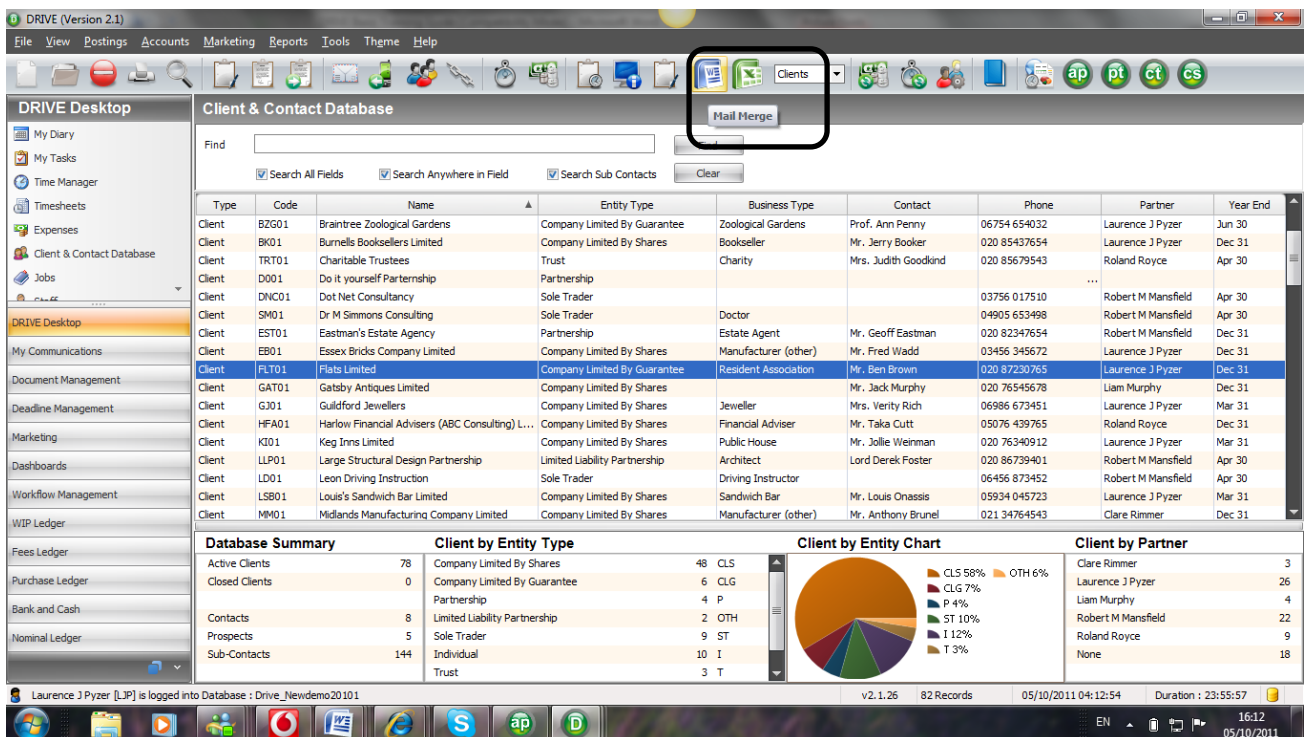 DRIVE (Version 2.1)
File View Postings Accounts Marketing Reports Tools Theme Help
Clients
ap pt ct cs
Mail Merge
DRIVE Desktop
My Diary
My Tasks
Time Manager
Timesheets
Expenses
Client & Contact Database
Jobs
DRIVE Desktop
My Communications
Document Management
Deadline Management
Marketing
Dashboards
Workflow Management
WIP Ledger
Fees Ledger
Purchase Ledger
Bank and Cash
Nominal Ledger
Client & Contact Database
Find
Search All Fields Search Anywhere in Field Search Sub Contacts Clear
Type Code Name Entity Type Business Type Contact Phone Partner Year End
Client BZG01 Braintree Zoological Gardens Company Limited By Guarantee Zoological Gardens Prof. Ann Penny 06754 654032 Laurence J Pyzer Jun 30
Client BK01 Burnells Booksellers Limited Company Limited By Shares Bookseller Mr. Jerry Booker 020 85437654 Laurence J Pyzer Dec 31
Client TRT01 Charitable Trustees Trust Charity Mrs. Judith Goodkind 020 85679543 Roland Royce Apr 30
Client D001 Do it yourself Parternship Partnership ...
Client DNC01 Dot Net Consultancy Sole Trader 03756 017510 Robert M Mansfield Apr 30
Client SM01 Dr M Simmons Consulting Sole Trader Doctor 04905 653498 Robert M Mansfield Apr 30
Client EST01 Eastman's Estate Agency Partnership Estate Agent Mr. Geoff Eastman 020 82347654 Robert M Mansfield Dec 31
Client EB01 Essex Bricks Company Limited Company Limited By Shares Manufacturer (other) Mr. Fred Wadd 03456 345672 Laurence J Pyzer Dec 31
Client FLT01 Flats Limited Company Limited By Guarantee Resident Association Mr. Ben Brown 020 87230765 Laurence J Pyzer Dec 31
Client GAT01 Gatsby Antiques Limited Company Limited By Shares Mr. Jack Murphy 020 76545678 Liam Murphy Dec 31
Client GJ01 Guildford Jewellers Company Limited By Shares Jeweller Mrs. Verity Rich 06986 673451 Laurence J Pyzer Mar 31
Client HFA01 Harlow Financial Advisers (ABC Consulting) L... Company Limited By Shares Financial Adviser Mr. Taka Cutt 05076 439765 Roland Royce Dec 31
Client KI01 Keg Inns Limited Company Limited By Shares Public House Mr. Jollie Weinman 020 76340912 Laurence J Pyzer Mar 31
Client LLP01 Large Structural Design Partnership Limited Liability Partnership Architect Lord Derek Foster 020 86739401 Robert M Mansfield Apr 30
Client LD01 Leon Driving Instruction Sole Trader Driving Instructor 06456 873452 Robert M Mansfield Apr 30
Client LSB01 Louis's Sandwich Bar Limited Company Limited By Shares Sandwich Bar Mr. Louis Onassis 05934 045723 Laurence J Pyzer Mar 31
Client MM01 Midlands Manufacturing Company Limited Company Limited By Shares Manufacturer (other) Mr. Anthony Brunel 021 34764543 Clare Rimmer Dec 31
Database Summary
Active Clients 78
Closed Clients 0
Contacts 8
Prospects 5
Sub-Contacts 144
Client by Entity Type
Company Limited By Shares 48 CLS
Company Limited By Guarantee 6 CLG
Partnership 4 P
Limited Liability Partnership 2 OTH
Sole Trader 9 ST
Individual 10 I
Trust 3 T
Client by Entity Chart
CLS 58% OTH 6%
CLG 7%
P 4%
ST 10%
I 12%
T 3%
Client by Partner
Clare Rimmer 3
Laurence J Pyzer 26
Liam Murphy 4
Robert M Mansfield 22
Roland Royce 9
None 18
Laurence J Pyzer [LJP] is logged into Database : Drive_Newdemo20101 v2.1.26 82 Records 05/10/2011 04:12:54 Duration : 23:55:57
ap
EN 16:12
05/10/2011